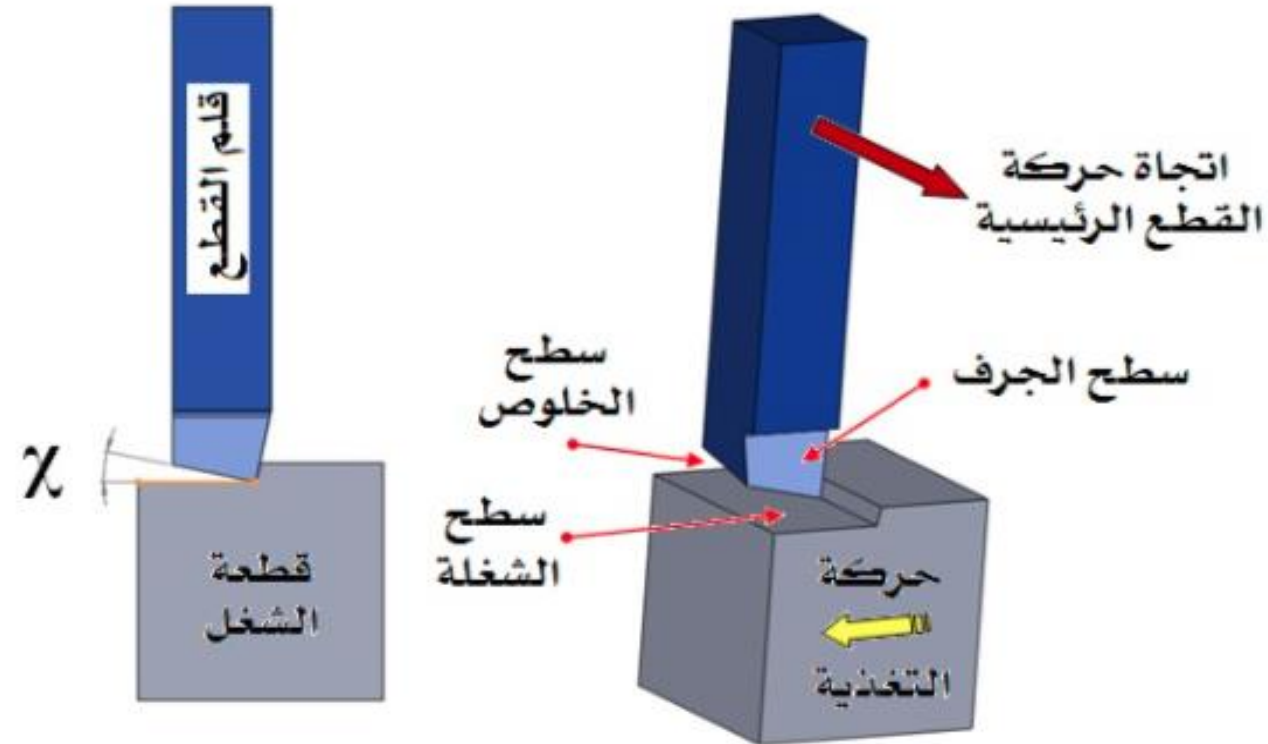 قلم القطع
χ
قطعة
الشغل
اتجاة حركة
القطع الرئيسية
سطح
الخلوص
سطح الجرف
سطح
الشغلة
حركة
التغذية